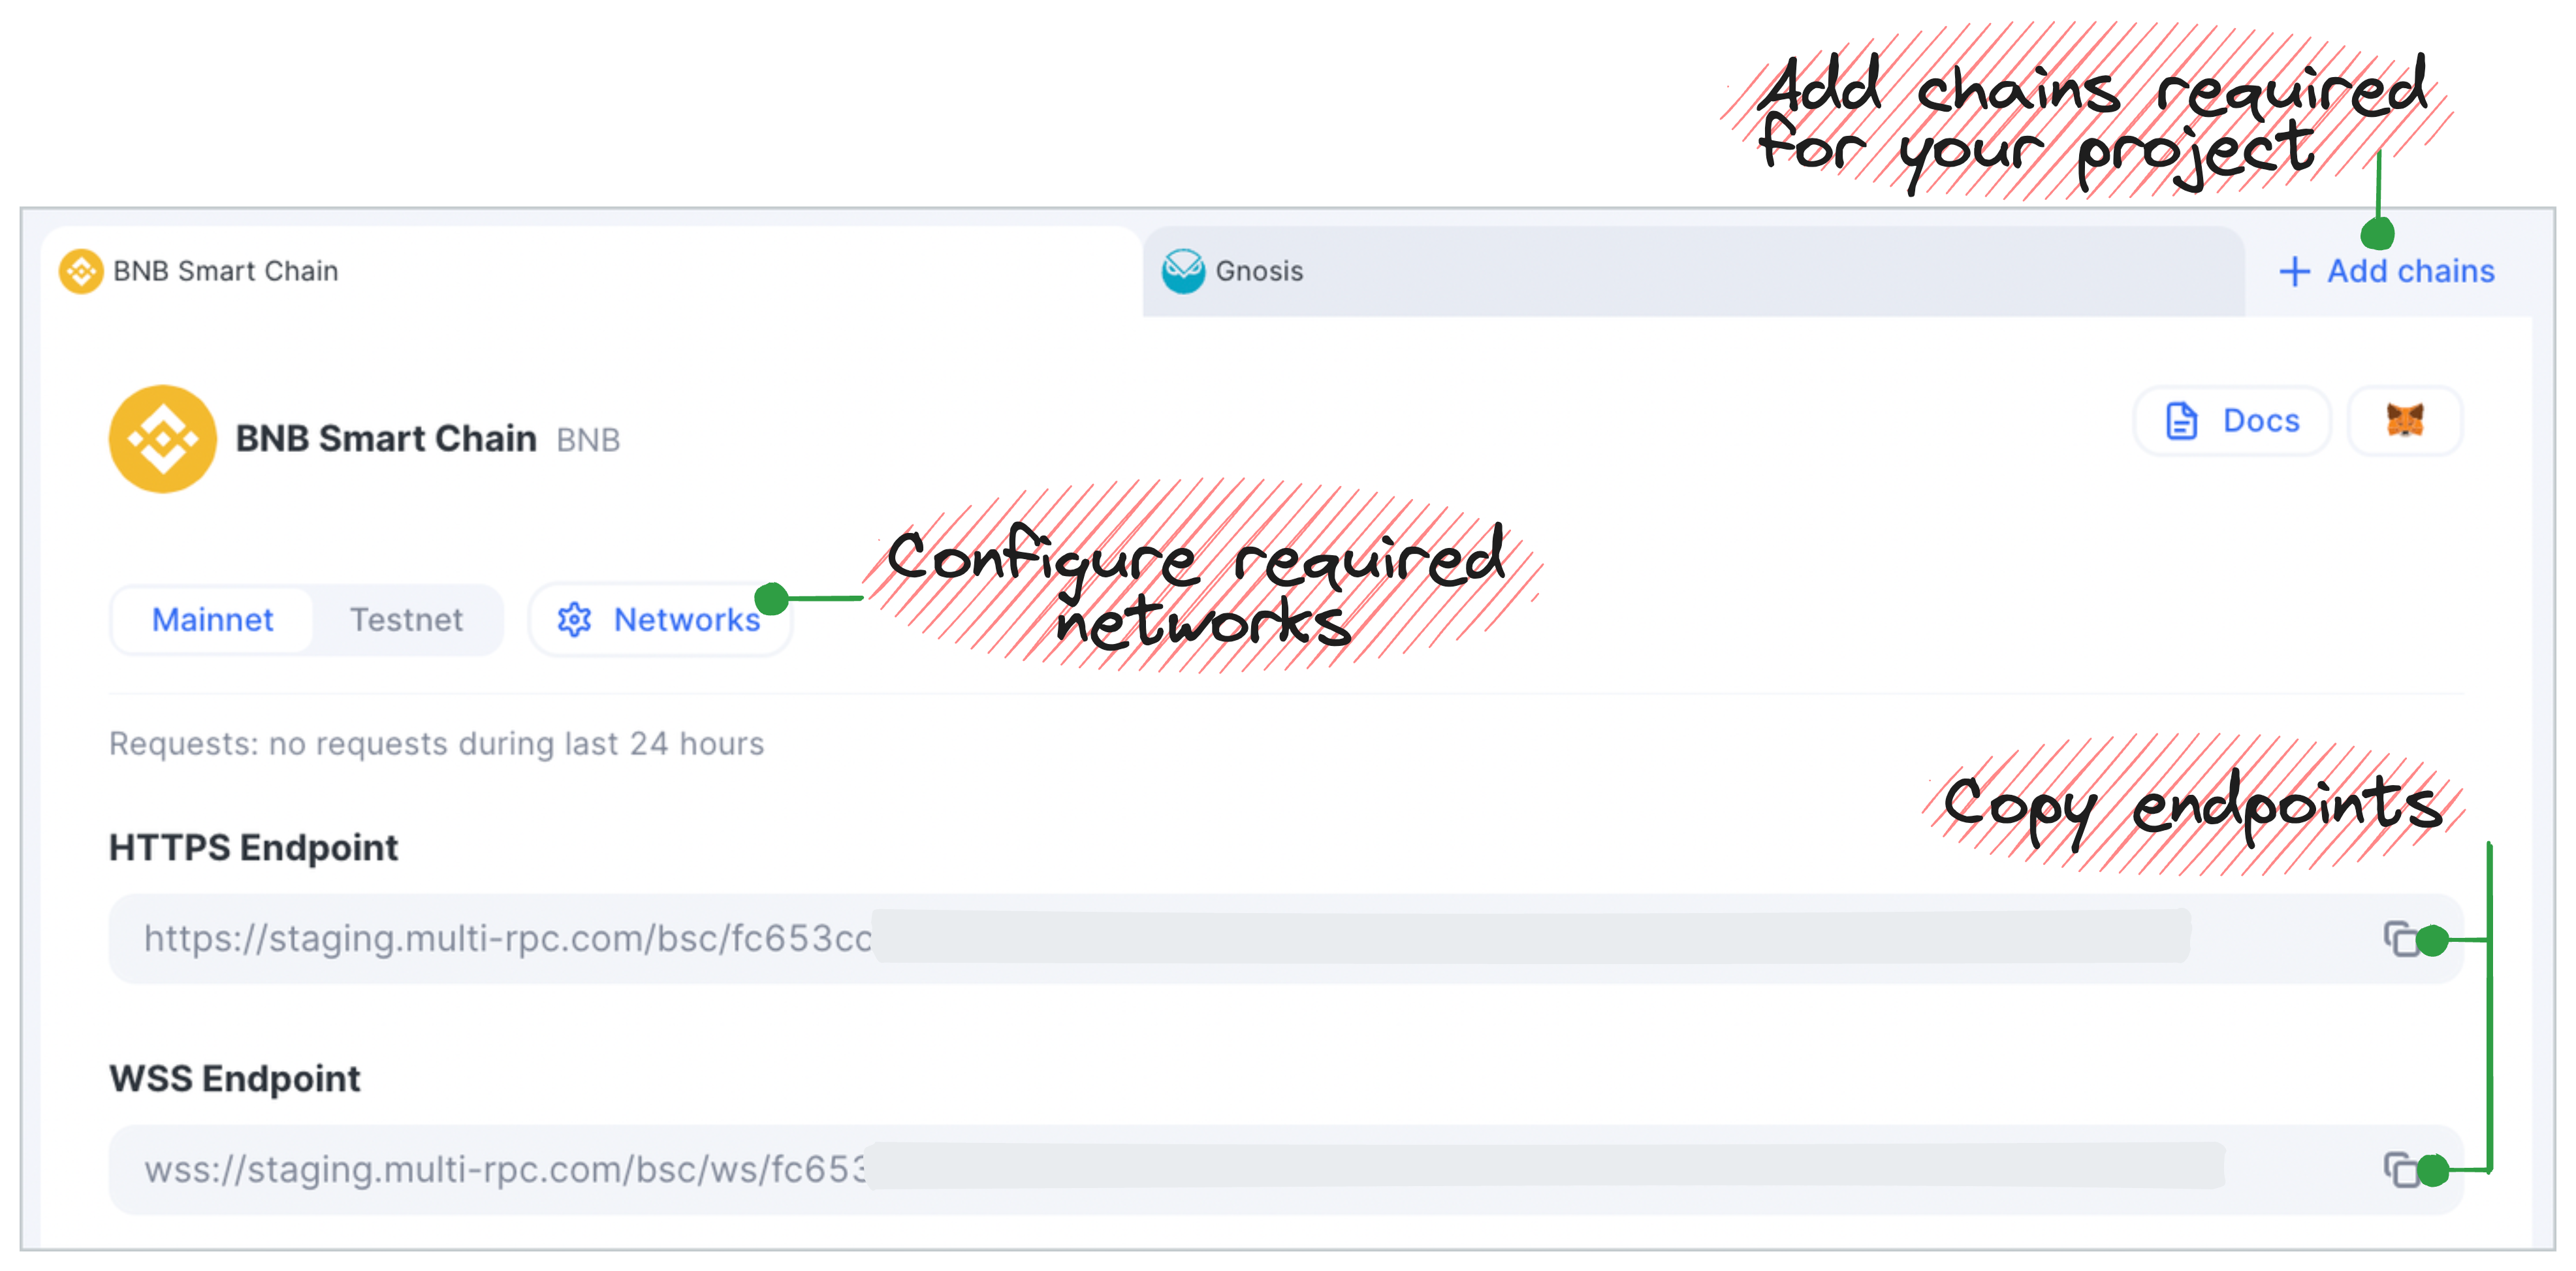 Add chains required
for your project
BNB Smart Chain
Gnosis
+ Add chains
BNB Smart Chain BNB
Docs
Configure required
networks
Mainnet
Testnet
Networks
Requests: no requests during last 24 hours
Copy endpoints
HTTPS Endpoint
https://staging.multi-rpc.com/bsc/fc653cc
WSS Endpoint
wss://staging.multi-rpc.com/bsc/ws/fc653